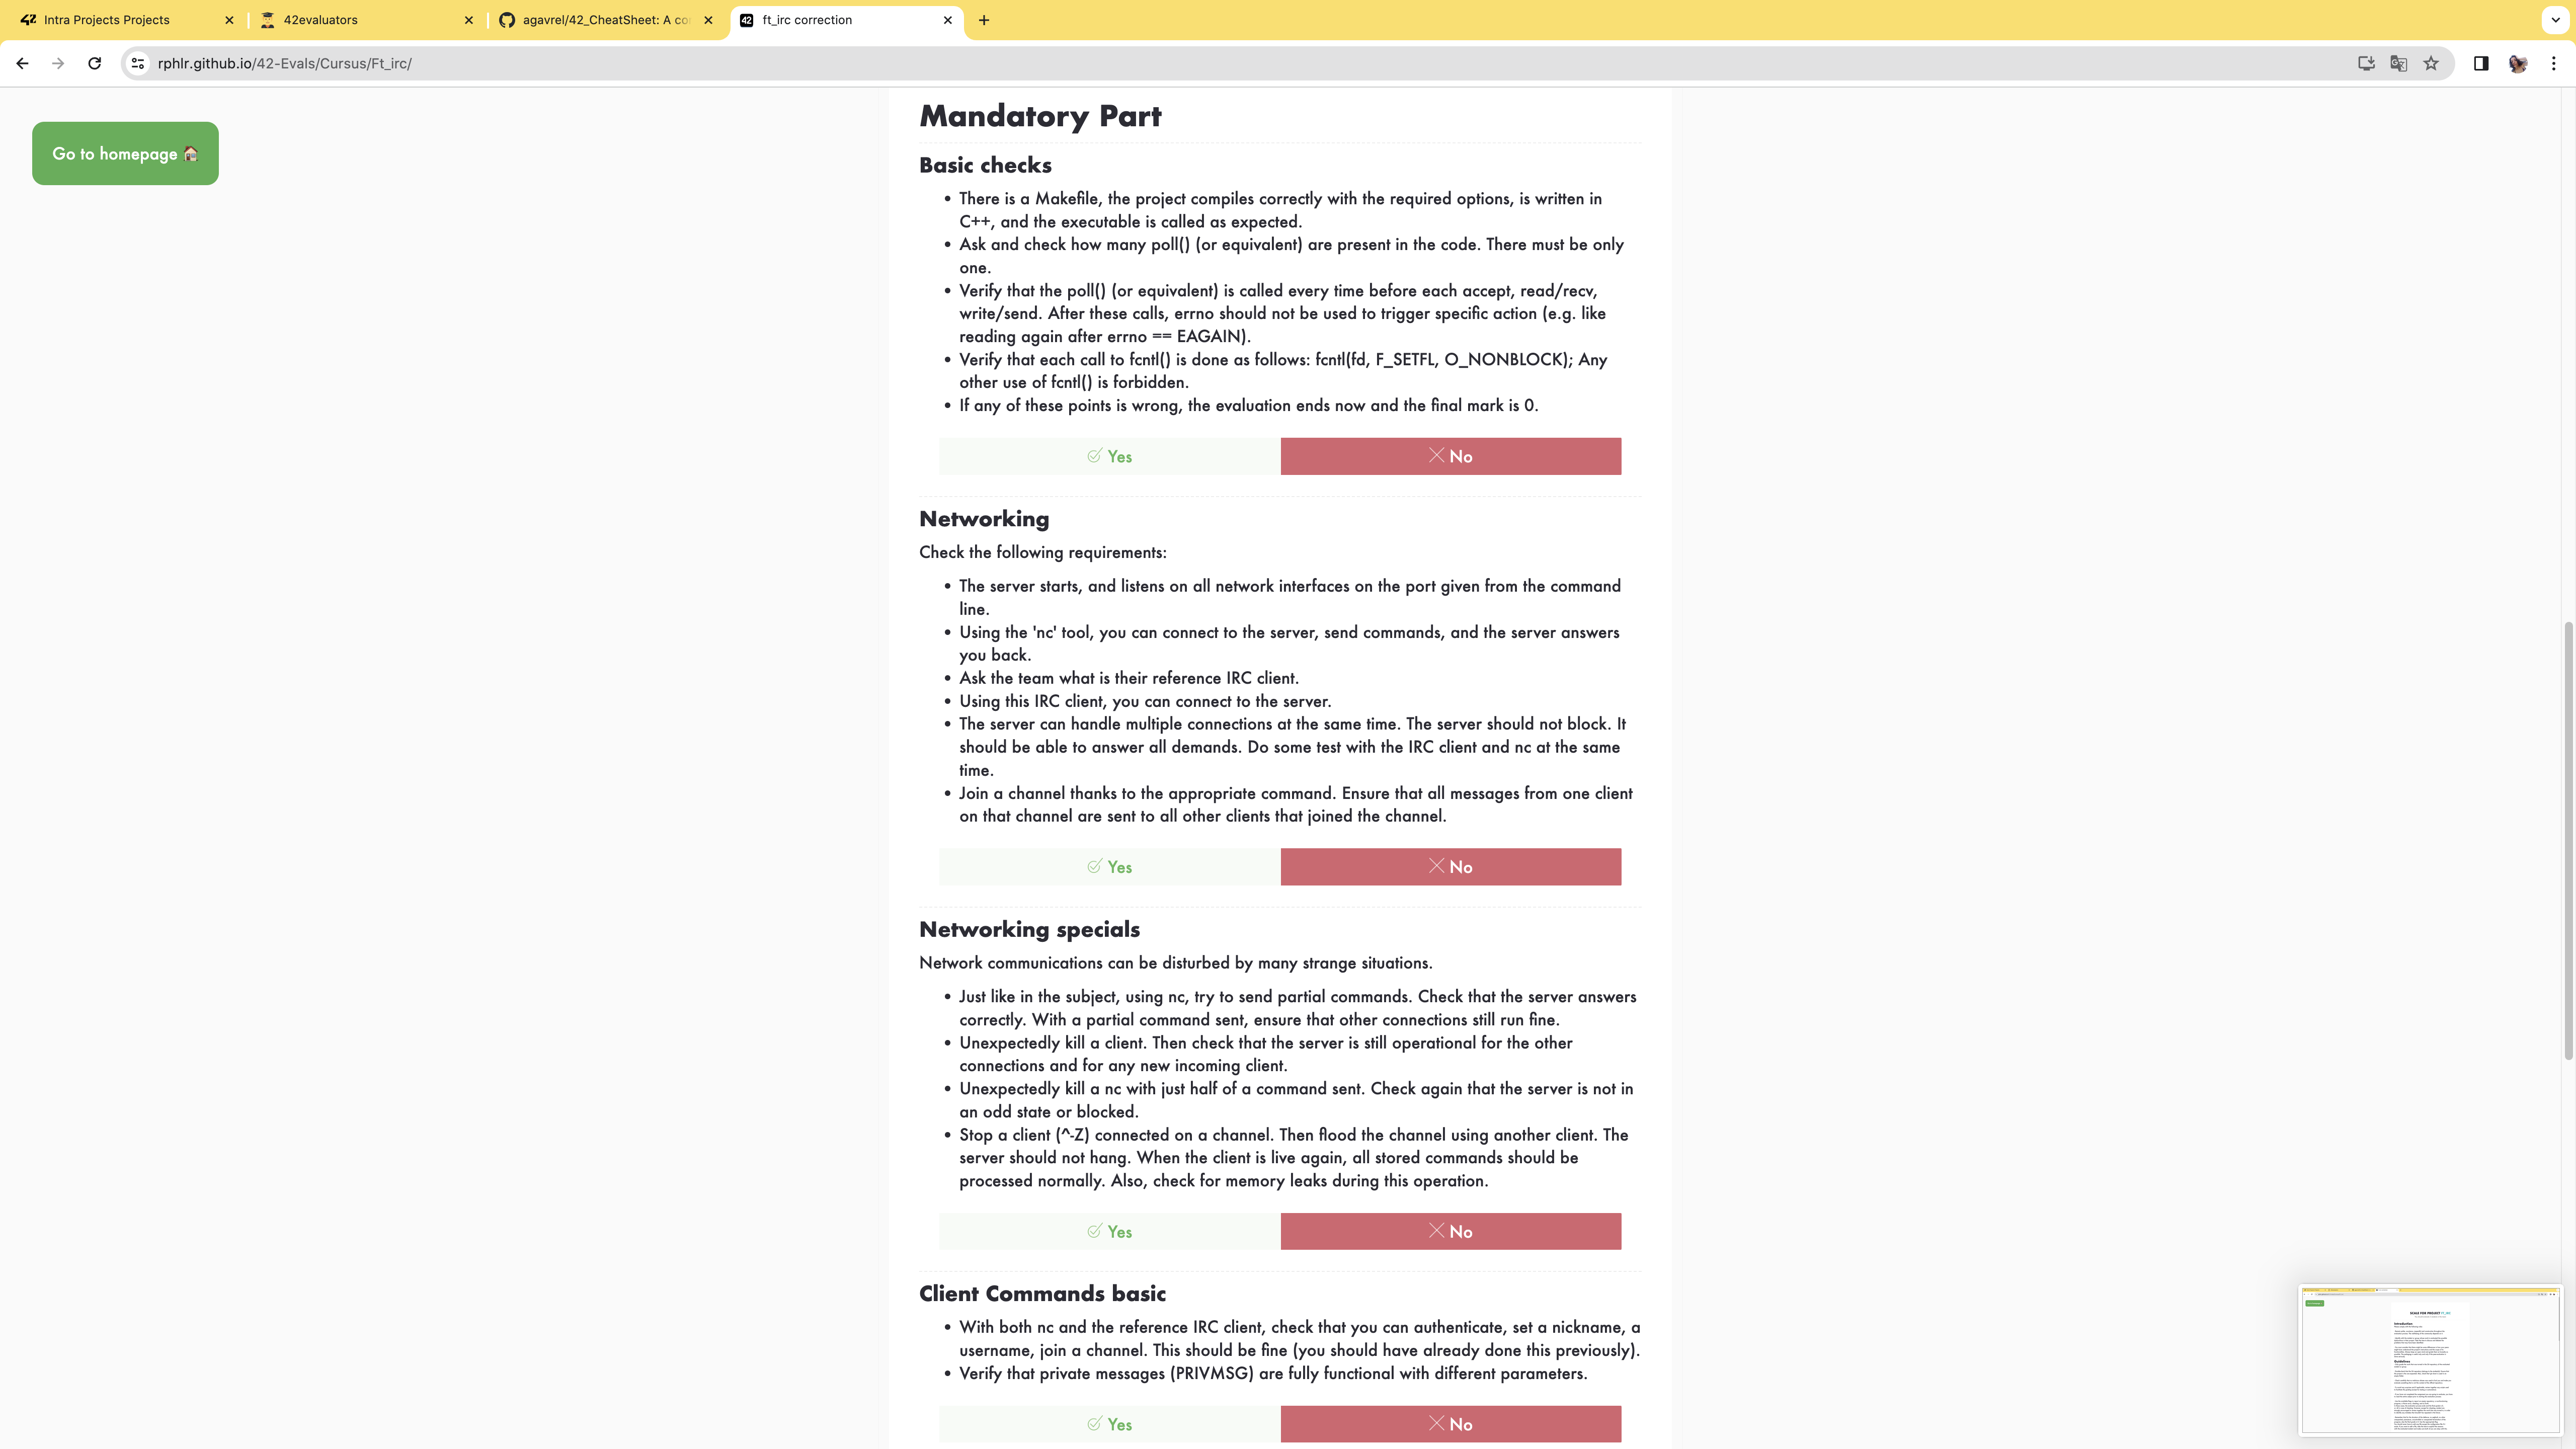 Intra Projects Projects
42evaluators
agavrel/42_CheatSheet: A co
ft_irc correction
rphlr.github.io/42-Evals/Cursus/Ft_irc/
Go to homepage
Mandatory Part
Basic checks
• There is a Makefile, the project compiles correctly with the required options, is written in
C++, and the executable is called as expected.
• Ask and check how many poll() (or equivalent) are present in the code. There must be only
one.
• Verify that the poll() (or equivalent) is called every time before each accept, read/recv,
write/send. After these calls, errno should not be used to trigger specific action (e.g. like
reading again after errno == EAGAIN).
• Verify that each call to fcntl() is done as follows: fcntl(fd, F_SETFL, O_NONBLOCK); Any
other use of fcntl() is forbidden.
• If any of these points is wrong, the evaluation ends now and the final mark is 0.
Yes
No
Networking
Check the following requirements:
• The server starts, and listens on all network interfaces on the port given from the command
line.
• Using the 'nc' tool, you can connect to the server, send commands, and the server answers
you back.
• Ask the team what is their reference IRC client.
• Using this IRC client, you can connect to the server.
• The server can handle multiple connections at the same time. The server should not block. It
should be able to answer all demands. Do some test with the IRC client and nc at the same
time.
• Join a channel thanks to the appropriate command. Ensure that all messages from one client
on that channel are sent to all other clients that joined the channel.
Yes
No
Networking specials
Network communications can be disturbed by many strange situations.
• Just like in the subject, using nc, try to send partial commands. Check that the server answers
correctly. With a partial command sent, ensure that other connections still run fine.
• Unexpectedly kill a client. Then check that the server is still operational for the other
connections and for any new incoming client.
• Unexpectedly kill a nc with just half of a command sent. Check again that the server is not in
an odd state or blocked.
• Stop a client (^-Z) connected on a channel. Then flood the channel using another client. The
server should not hang. When the client is live again, all stored commands should be
processed normally. Also, check for memory leaks during this operation.
Yes
No
Client Commands basic
• With both nc and the reference IRC client, check that you can authenticate, set a nickname, a
username, join a channel. This should be fine (you should have already done this previously).
• Verify that private messages (PRIVMSG) are fully functional with different parameters.
Yes
No